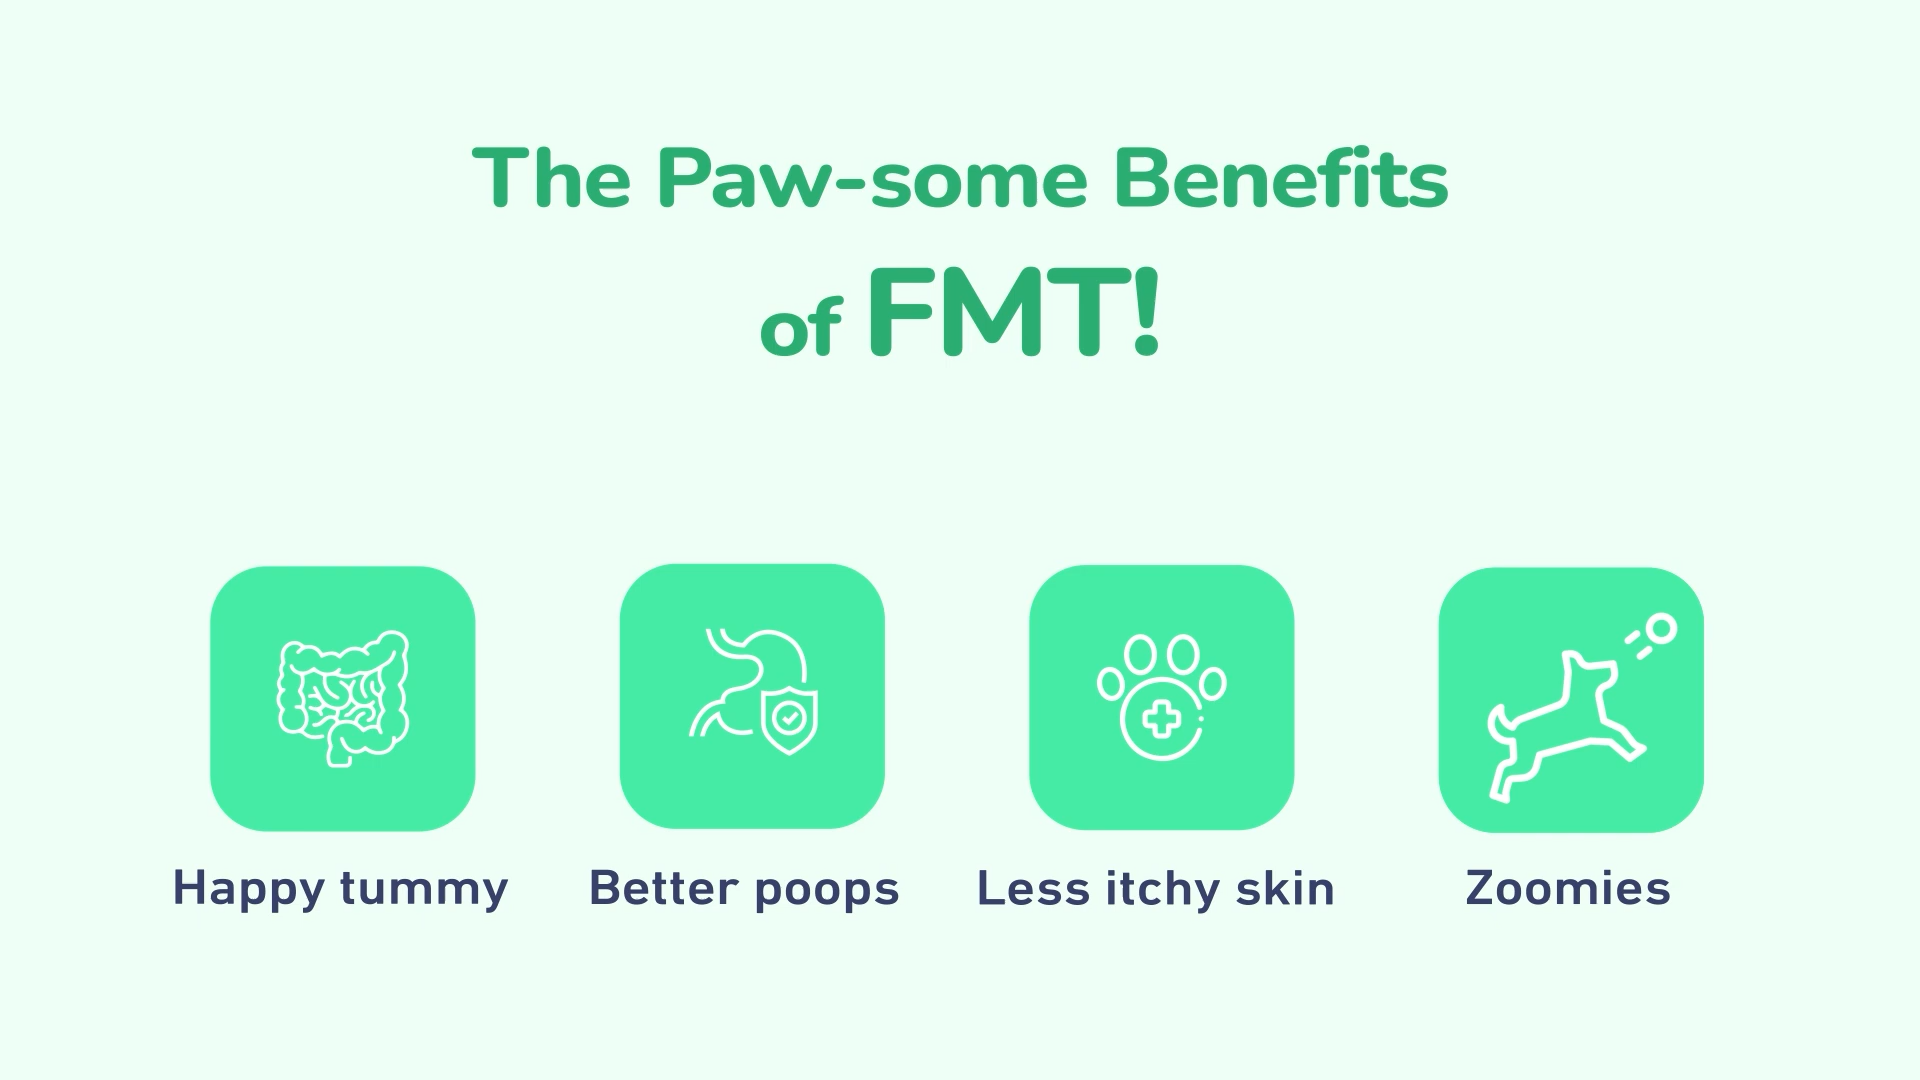 The Paw-some Benefits
of FMT!
Happy tummy
Better poops
Less itchy skin
Zoomies